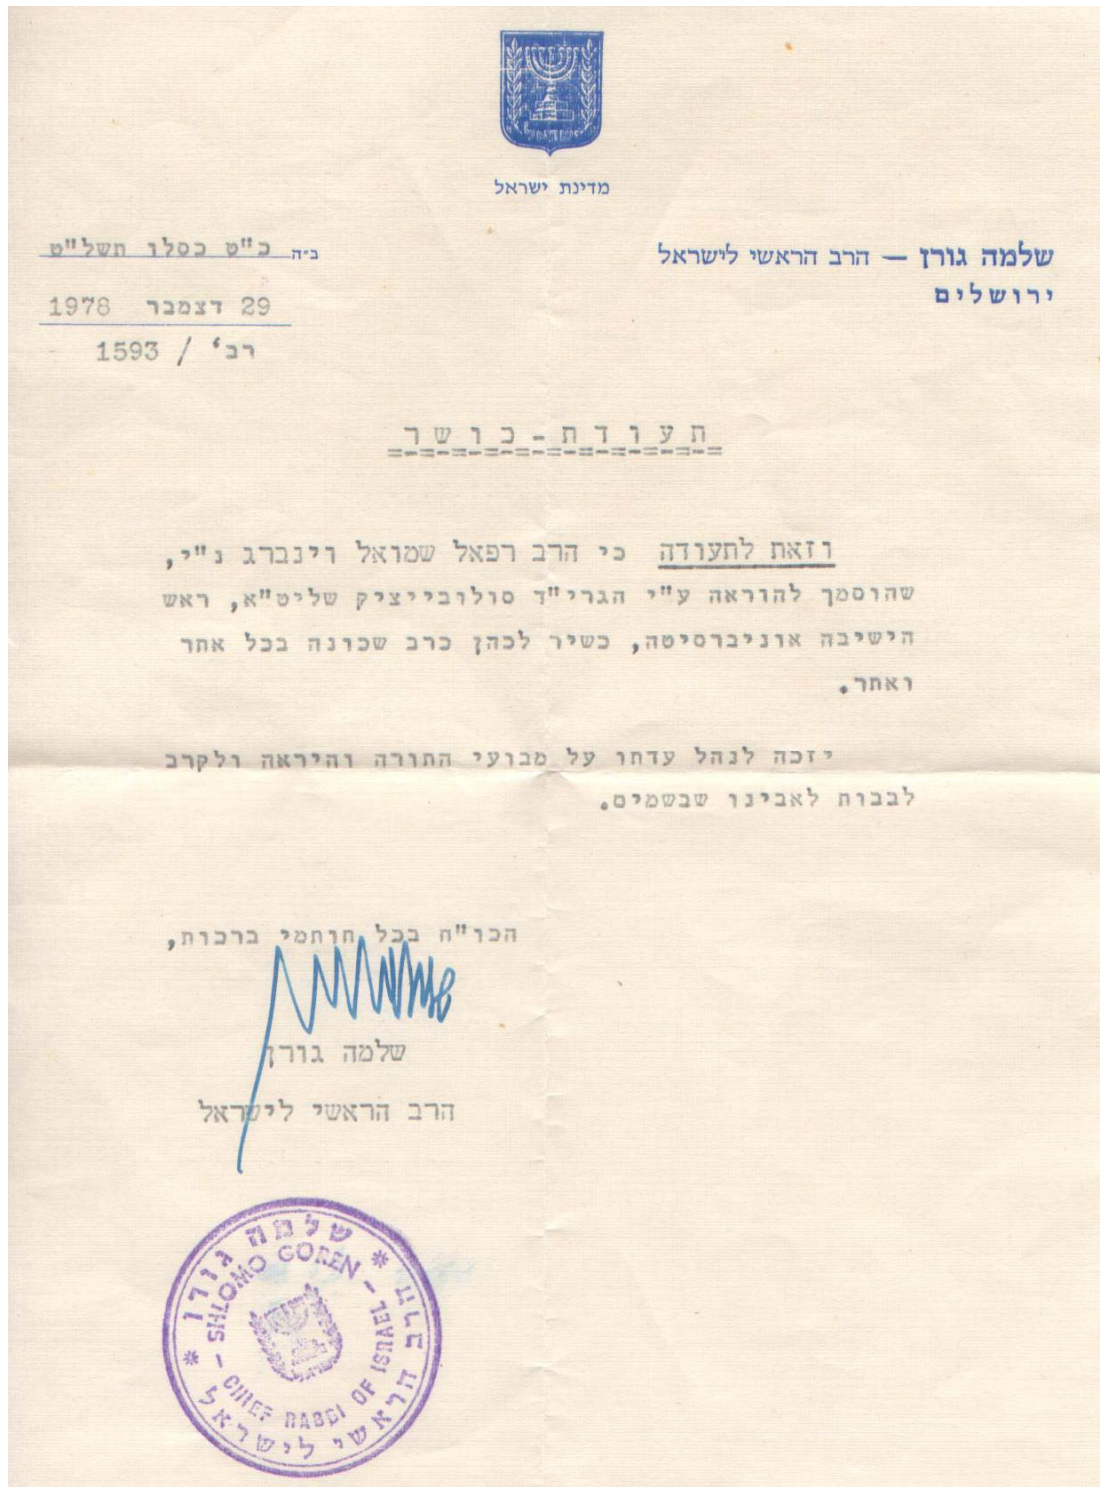 ישראל
מדינת ישראל
שלמה גורן — הרב הראשי לישראל
ירושלים
ב"ה כ"ט כסלו תשל"ט
29 דצמבר 1978
רב' / 1593
תעודת-כושר
וזאת לתעודה כי הרב רפאל שמואל וינברג נ"י,
שהוסמך להוראה ע"י הגרי"ד סולובייציק שליט"א, ראש
הישיבה אוניברסיטה, כשיר לכהן כרב שכונה בכל אתר
ואתר.
יזכה לנהל עדתו על מבועי התורה והיראה ולקרב
לבבות לאבינו שבשמים.
הכו"ח בכל חותמי ברכות,
שלמה גורן
הרב הראשי לישראל
* שלמה גורן * הרב הראשי לישראל
SHLOMO GOREN – CHIEF RABBI OF ISRAEL –